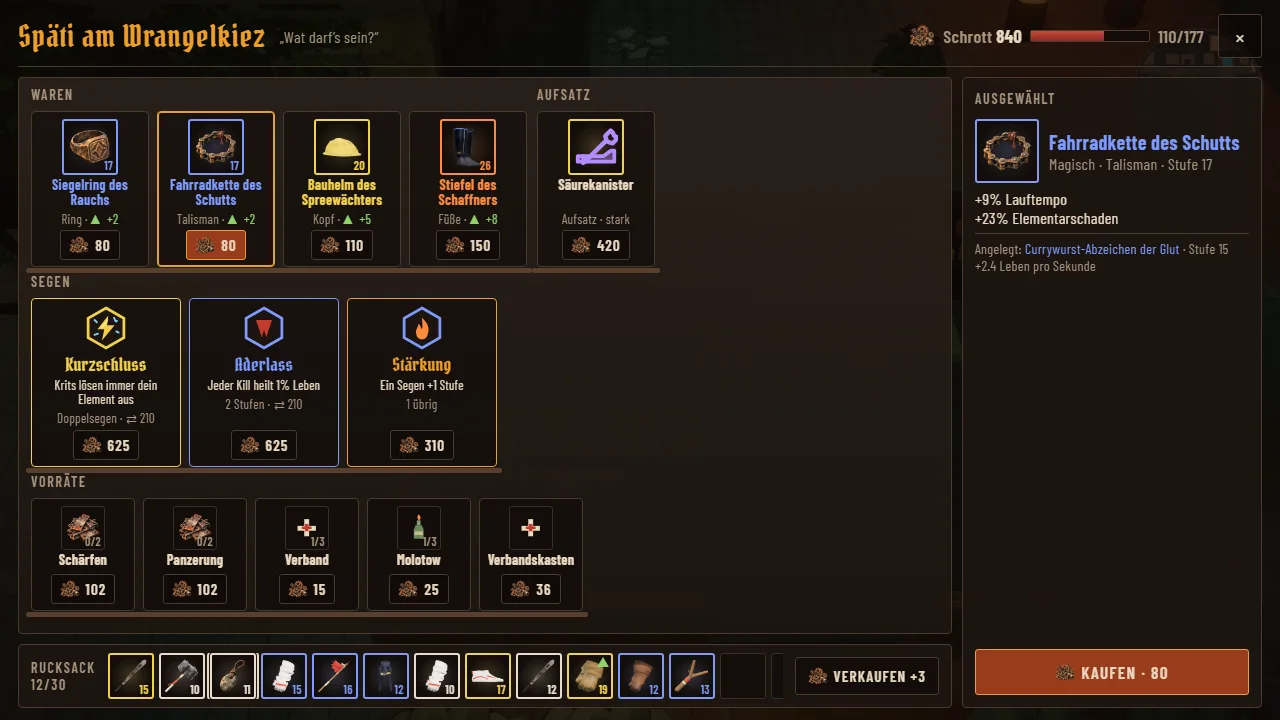 Späti am Wrangelkiez
„Wat darf's sein?"
Schrott 840
110/177
×
WAREN
AUFSATZ
17
Siegelring des
Rauchs
Ring · ▲ +2
80
17
Fahrradkette des
Schutts
Talisman · ▲ +2
80
20
Bauhelm des
Spreewächters
Kopf · ▲ +5
110
26
Stiefel des
Schaffners
Füße · ▲ +8
150
Säurekanister
Aufsatz · stark
420
SEGEN
Kurzschluss
Krits lösen immer dein
Element aus
Doppelsegen · ⇄ 210
625
Aderlass
Jeder Kill heilt 1% Leben
2 Stufen · ⇄ 210
625
Stärkung
Ein Segen +1 Stufe
1 übrig
310
VORRÄTE
0/2
Schärfen
102
0/2
Panzerung
102
1/3
Verband
15
1/3
Molotow
25
Verbandskasten
36
RUCKSACK
12/30
15
10
11
15
16
12
10
17
12
19
12
13
VERKAUFEN +3
AUSGEWÄHLT
Fahrradkette des Schutts
Magisch · Talisman · Stufe 17
+9% Lauftempo
+23% Elementarschaden
Angelegt: Currywurst-Abzeichen der Glut · Stufe 15
+2.4 Leben pro Sekunde
KAUFEN · 80